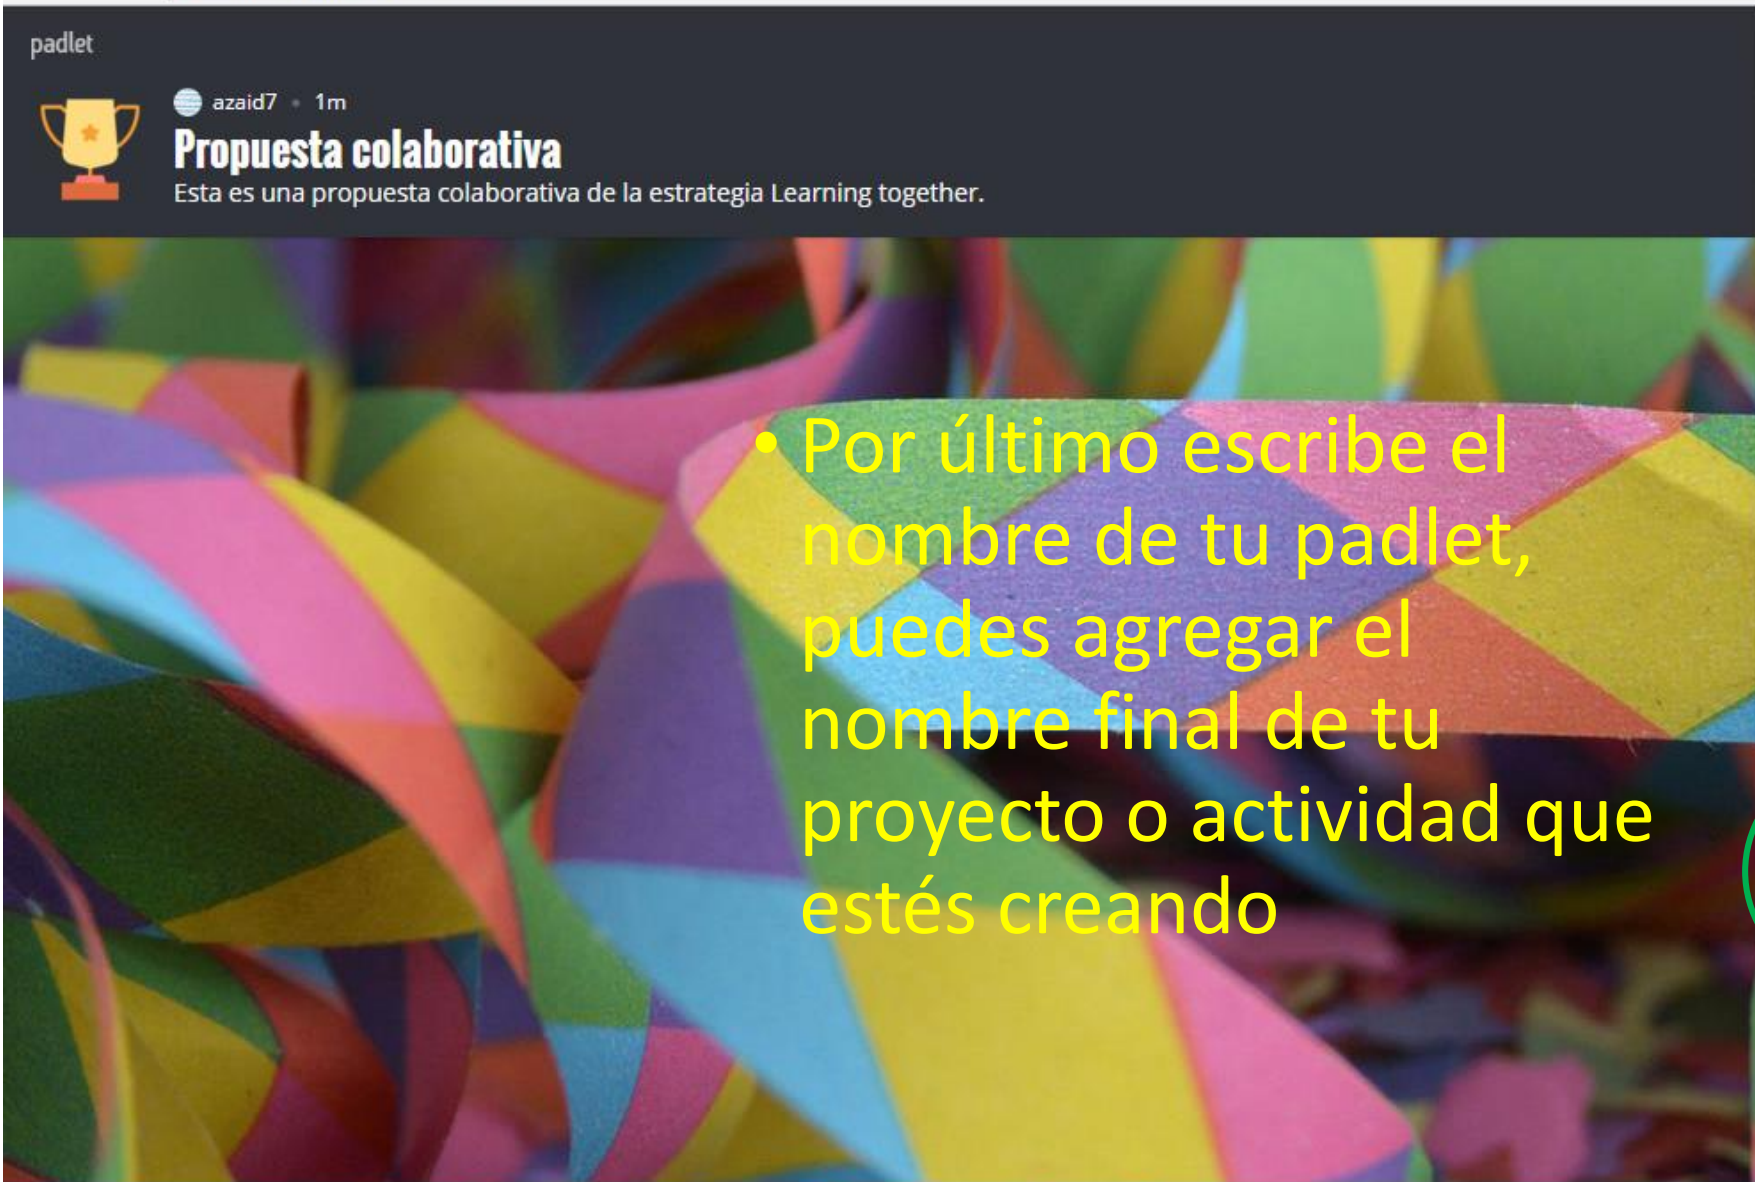 padlet
azaid7 • 1m
Propuesta colaborativa
Esta es una propuesta colaborativa de la estrategia Learning together.
• Por último escribe el
nombre de tu padlet,
puedes agregar el
nombre final de tu
proyecto o actividad que
estés creando